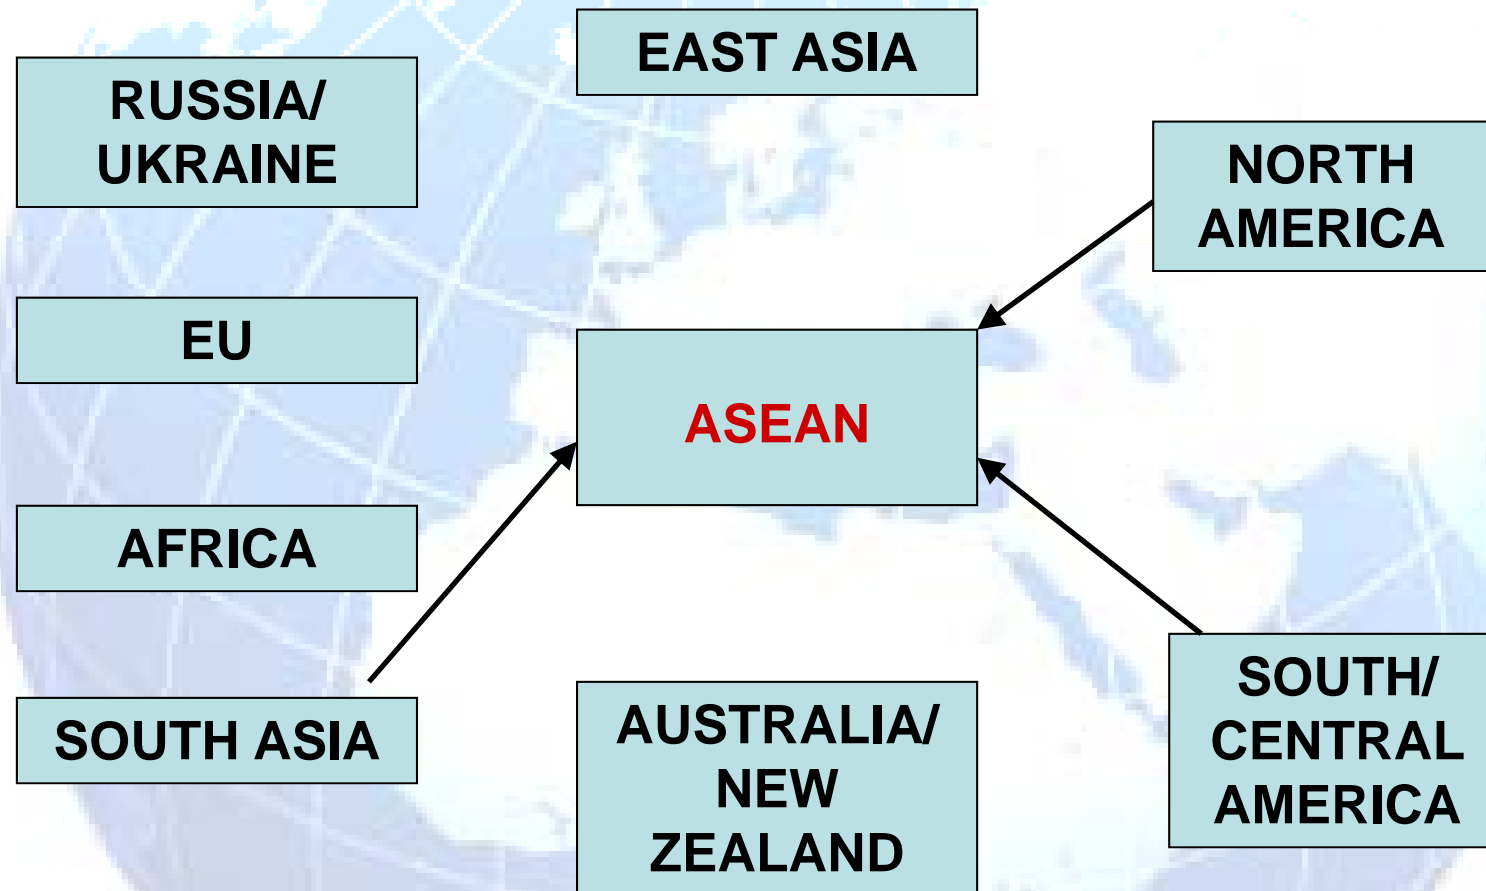 EAST ASIA
RUSSIA/
UKRAINE
NORTH
AMERICA
EU
ASEAN
AFRICA
SOUTH ASIA
AUSTRALIA/
NEW
ZEALAND
SOUTH/
CENTRAL
AMERICA